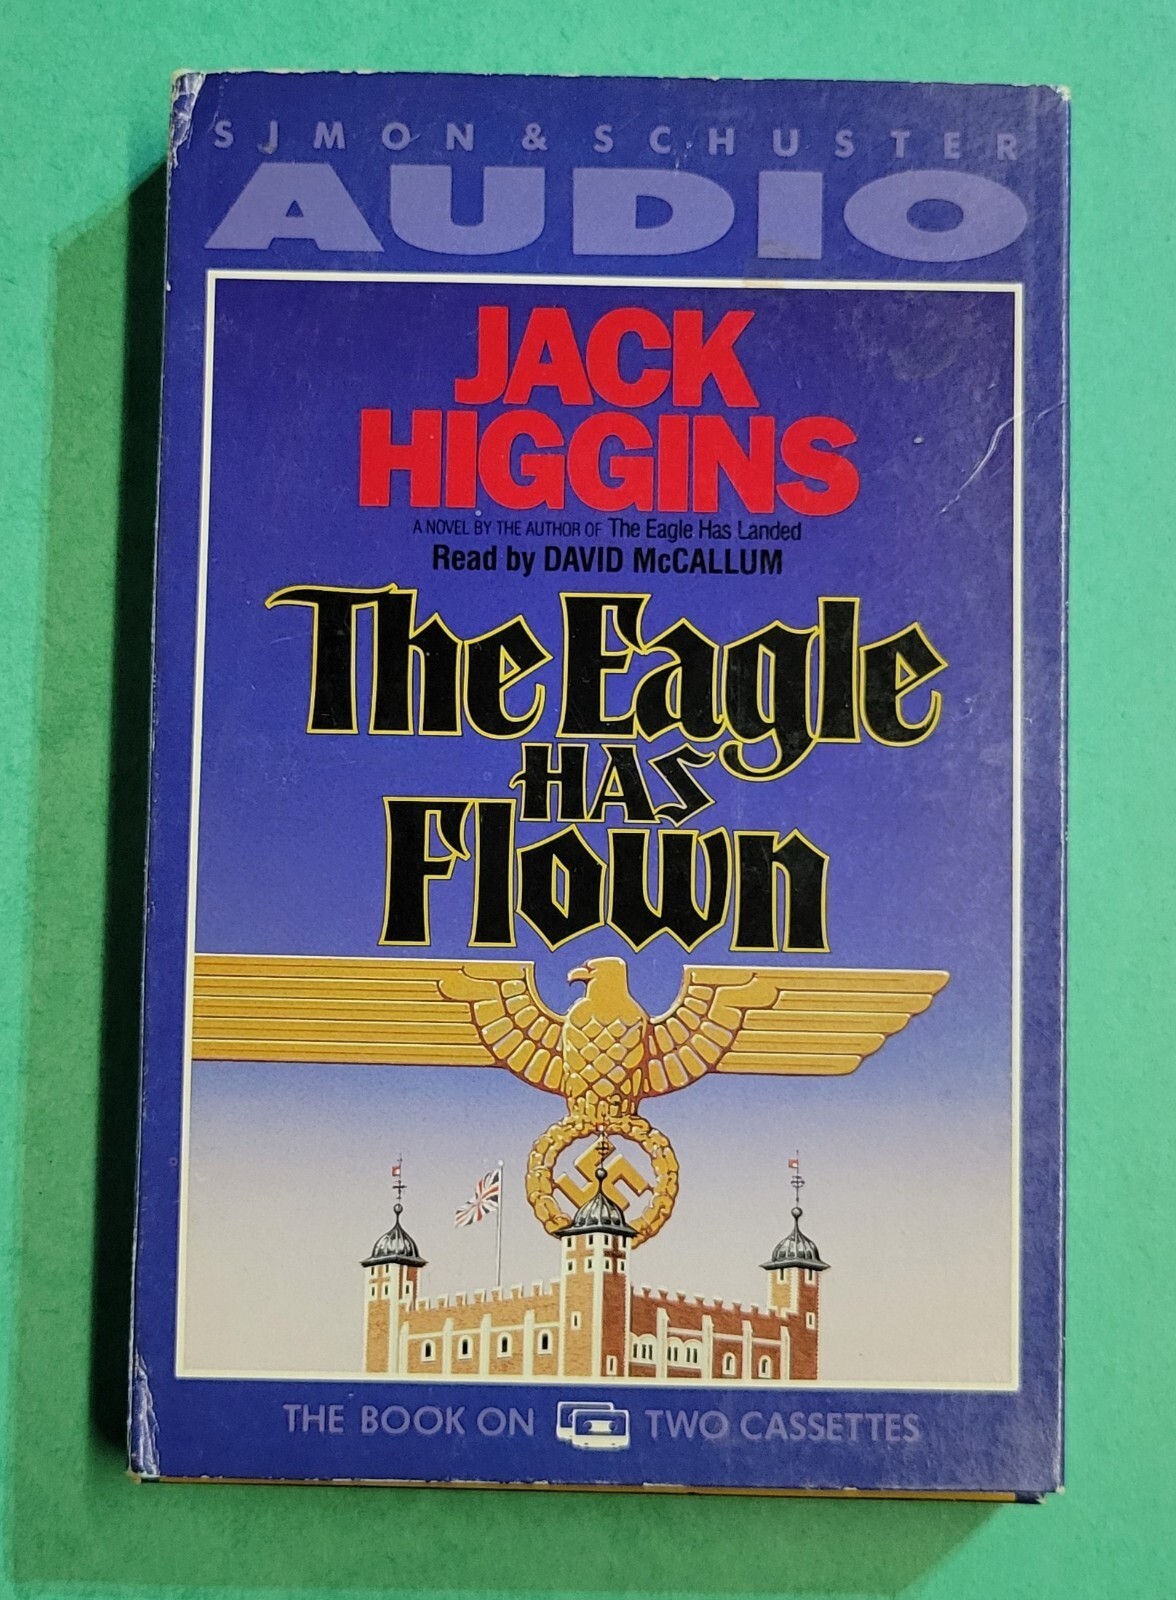 SIMON & SCHUSTER
AUDIO
JACK
HIGGINS
A NOVEL BY THE AUTHOR OF The Eagle Has Landed
Read by DAVID McCALLUM
The Eagle
HAS
Flown
THE BOOK ON TWO CASSETTES